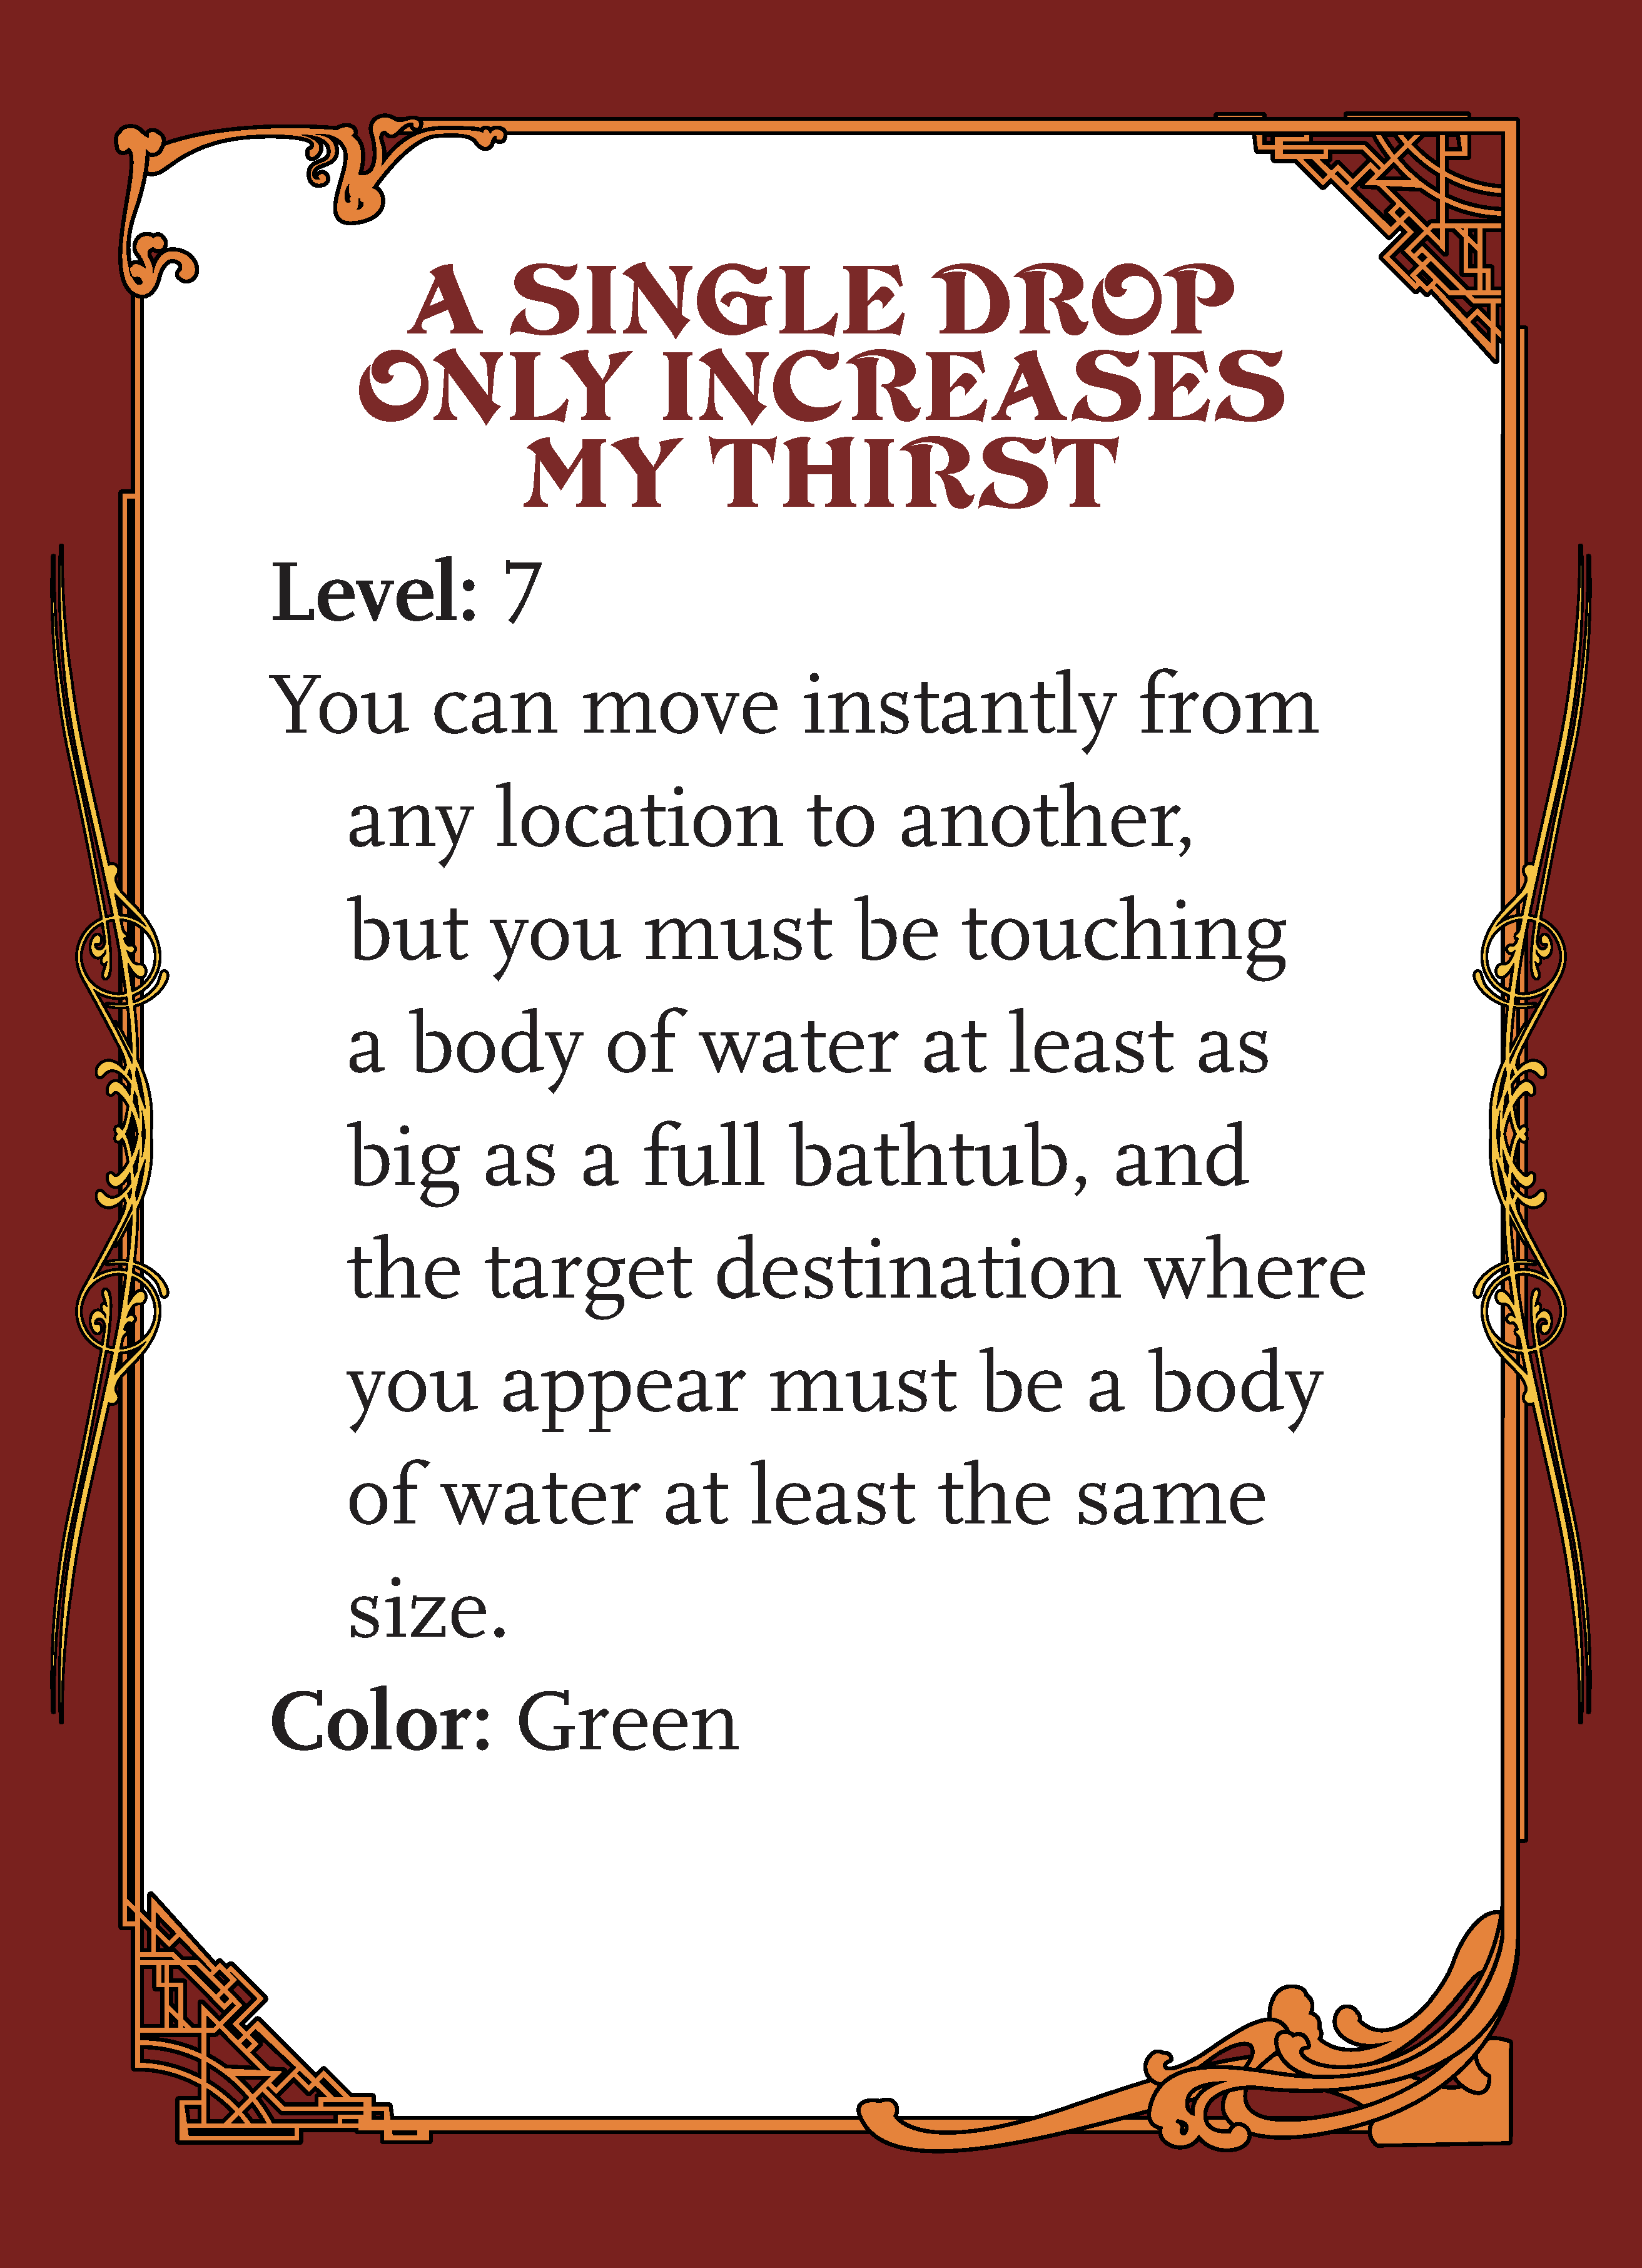 A SINGLE DROP
ONLY INCREASES
MY THIRST
Level: 7
You can move instantly from
any location to another,
but you must be touching
a body of water at least as
big as a full bathtub, and
the target destination where
you appear must be a body
of water at least the same
size.
Color: Green